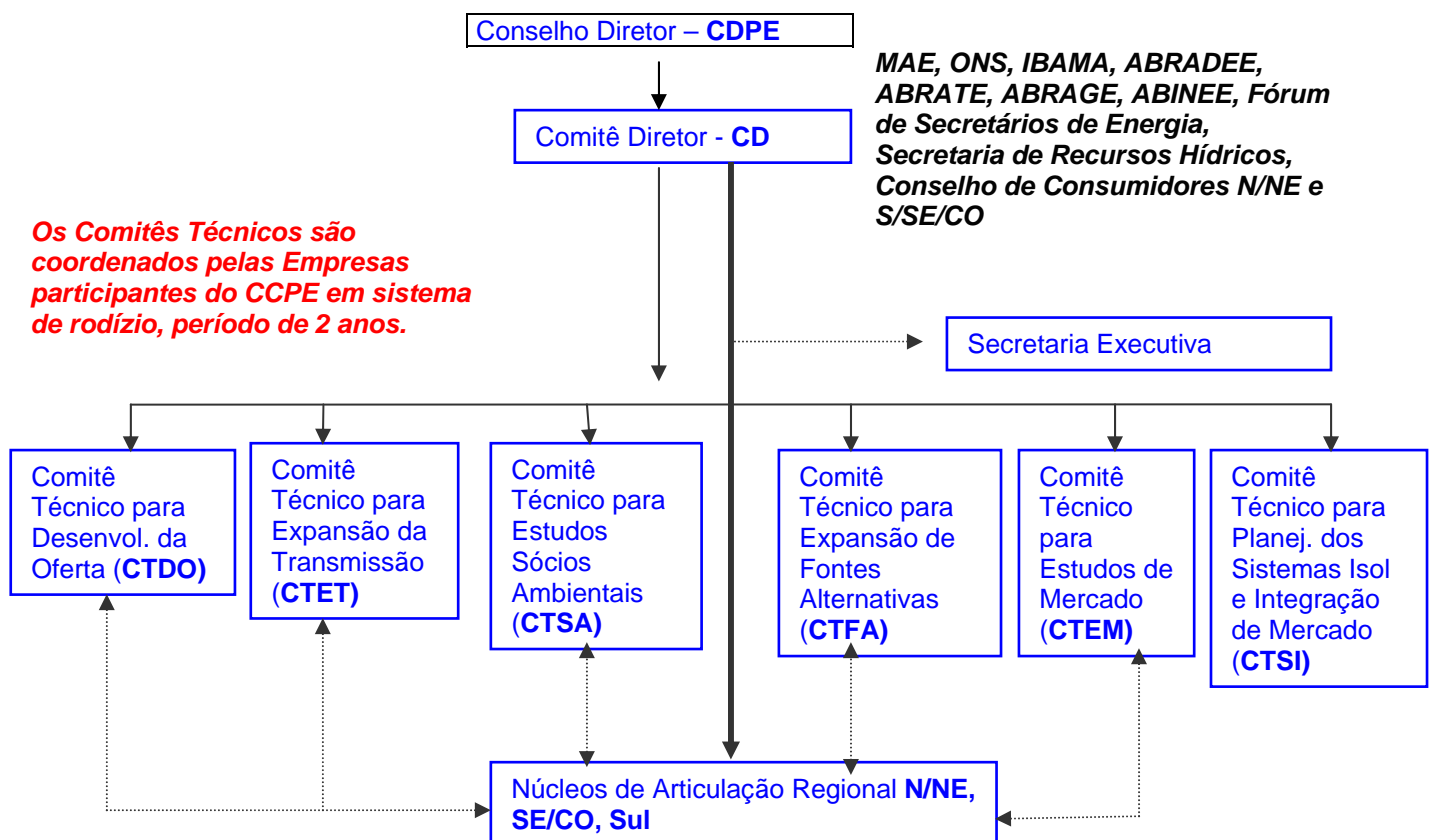 Conselho Diretor – CDPE
MAE, ONS, IBAMA, ABRADEE,
ABRATE, ABRAGE, ABINEE, Fórum
de Secretários de Energia,
Secretaria de Recursos Hídricos,
Conselho de Consumidores N/NE e
S/SE/CO
Comitê Diretor - CD
Os Comitês Técnicos são
coordenados pelas Empresas
participantes do CCPE em sistema
de rodízio, período de 2 anos.
Secretaria Executiva
Comitê
Técnico para
Desenvol. da
Oferta (CTDO)
Comitê
Técnico para
Expansão da
Transmissão
(CTET)
Comitê
Técnico para
Estudos
Sócios
Ambientais
(CTSA)
Comitê
Técnico para
Expansão de
Fontes
Alternativas
(CTFA)
Comitê
Técnico
para
Estudos de
Mercado
(CTEM)
Comitê
Técnico para
Planej. dos
Sistemas Isol
e Integração
de Mercado
(CTSI)
Núcleos de Articulação Regional N/NE,
SE/CO, Sul